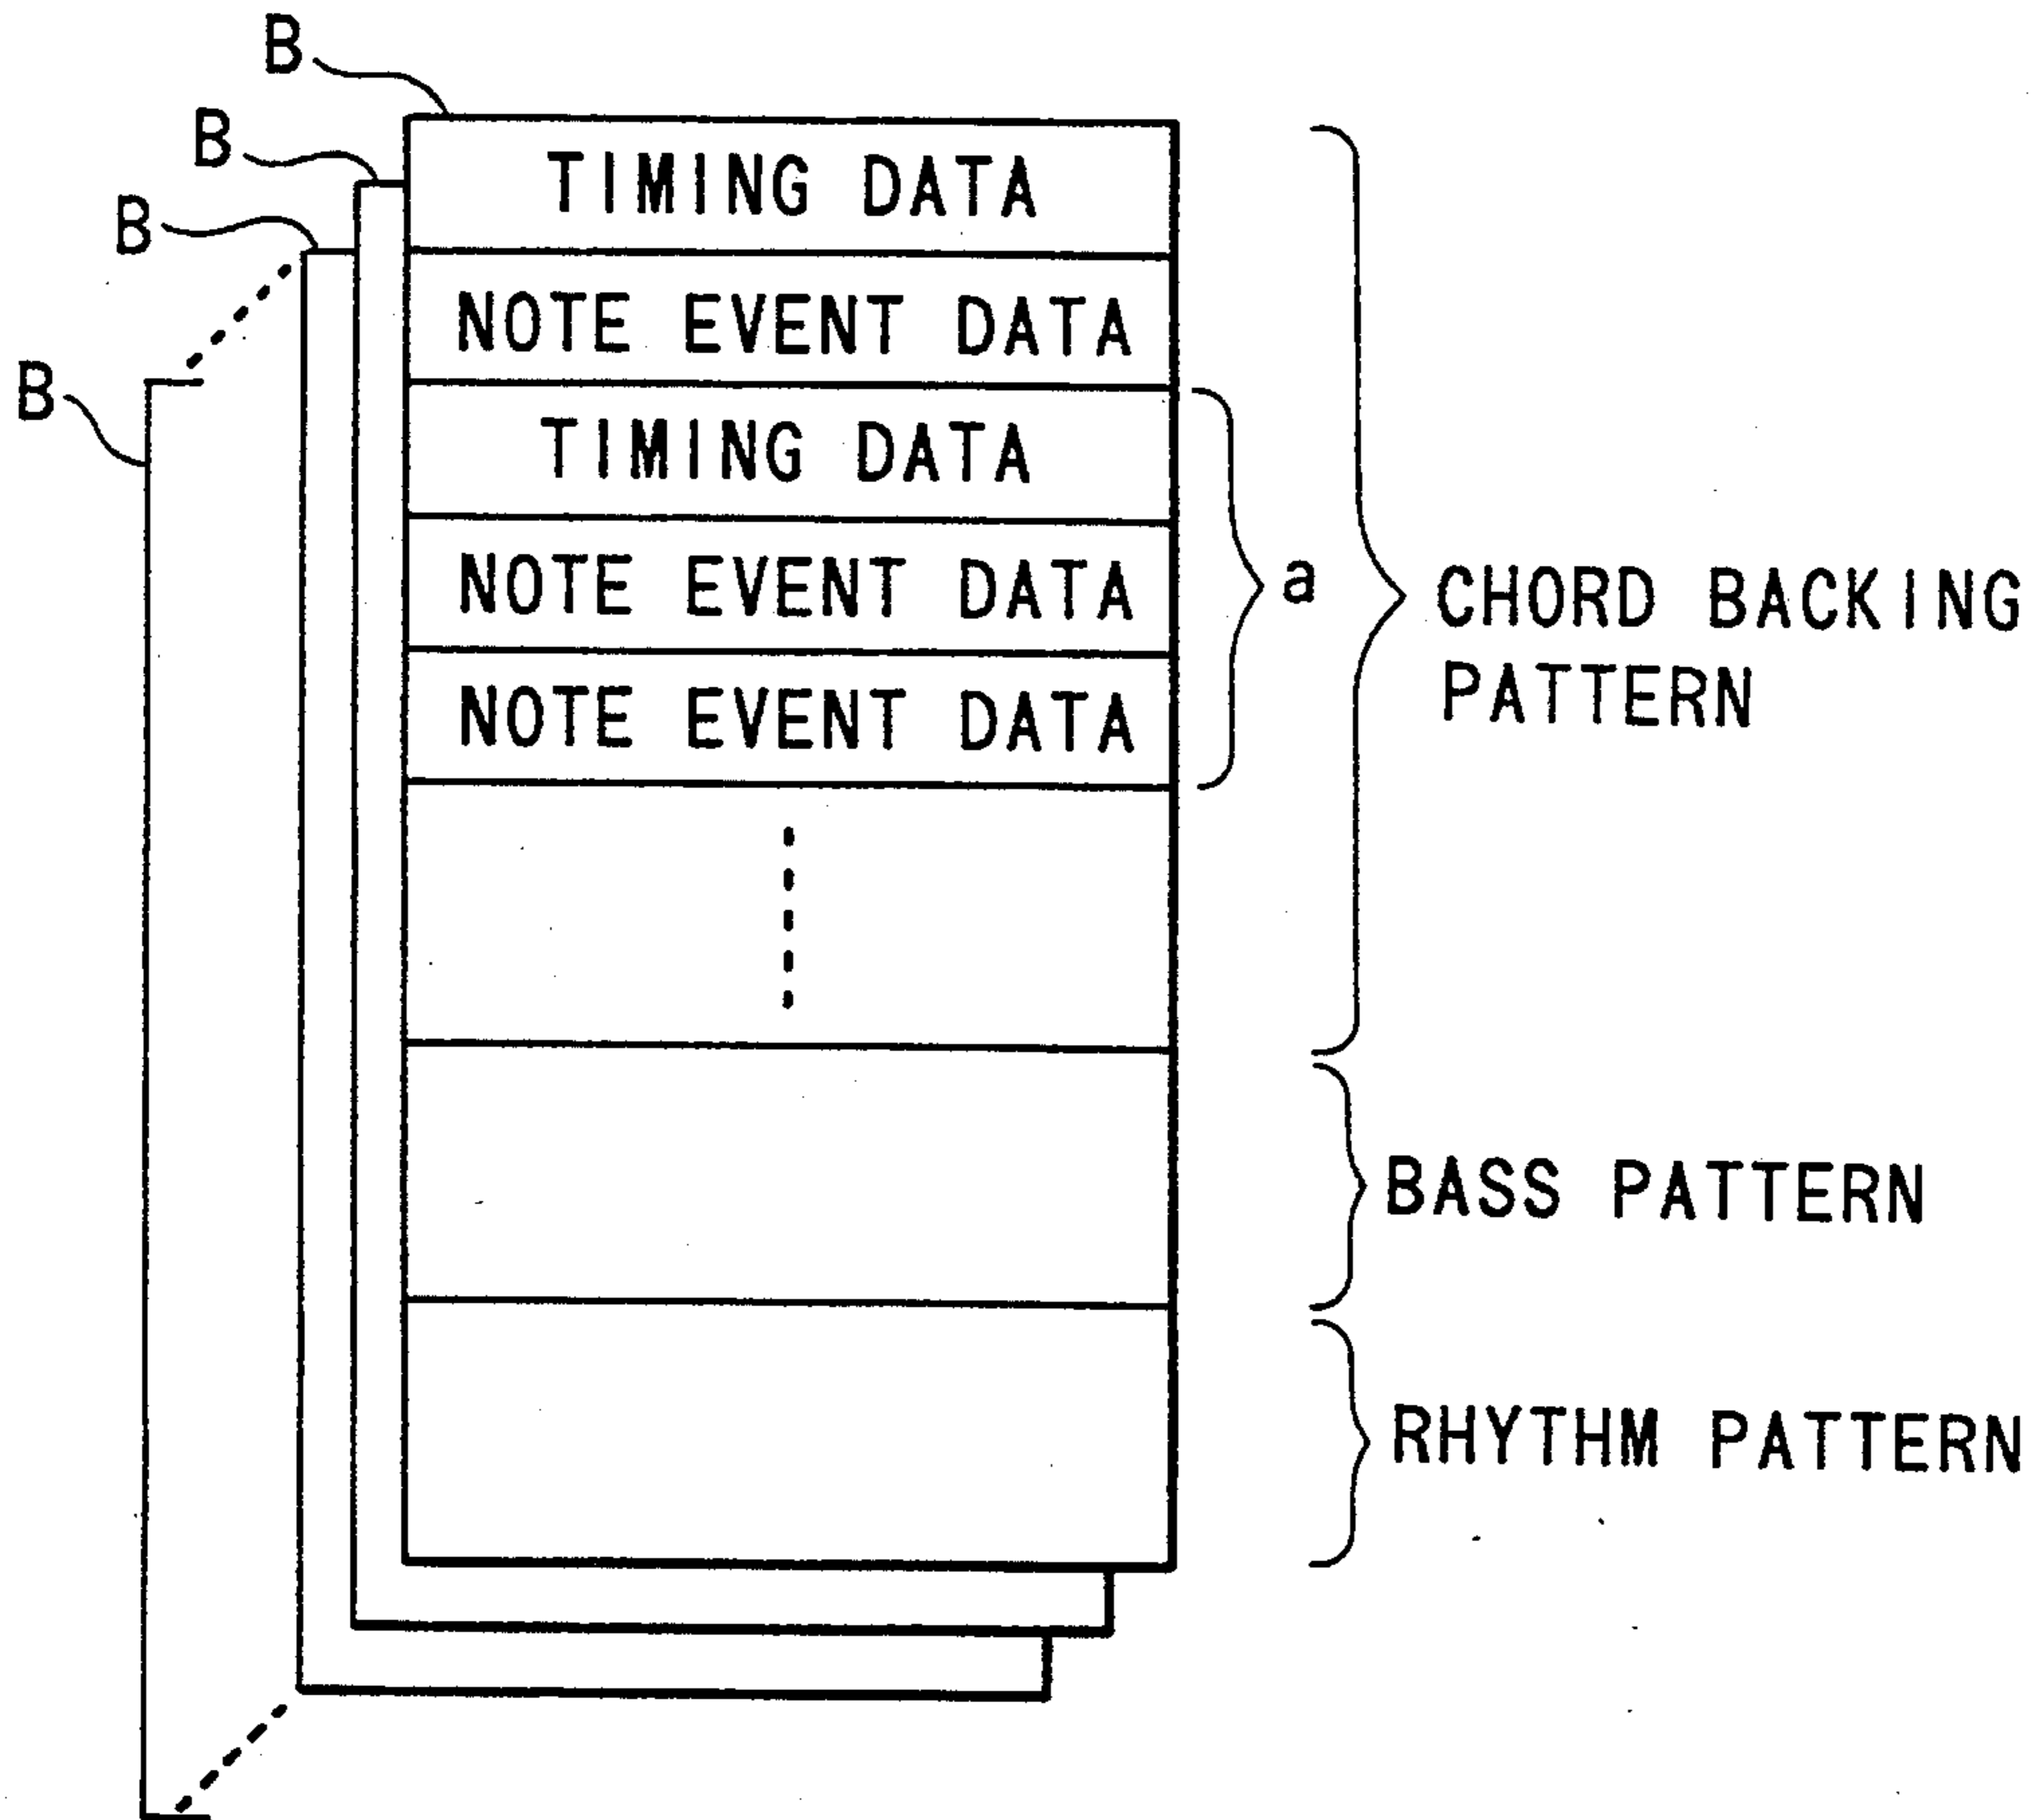 B
B
B
B
TIMING DATA
NOTE EVENT DATA
TIMING DATA
NOTE EVENT DATA
NOTE EVENT DATA
a
CHORD BACKING
PATTERN
BASS PATTERN
RHYTHM PATTERN